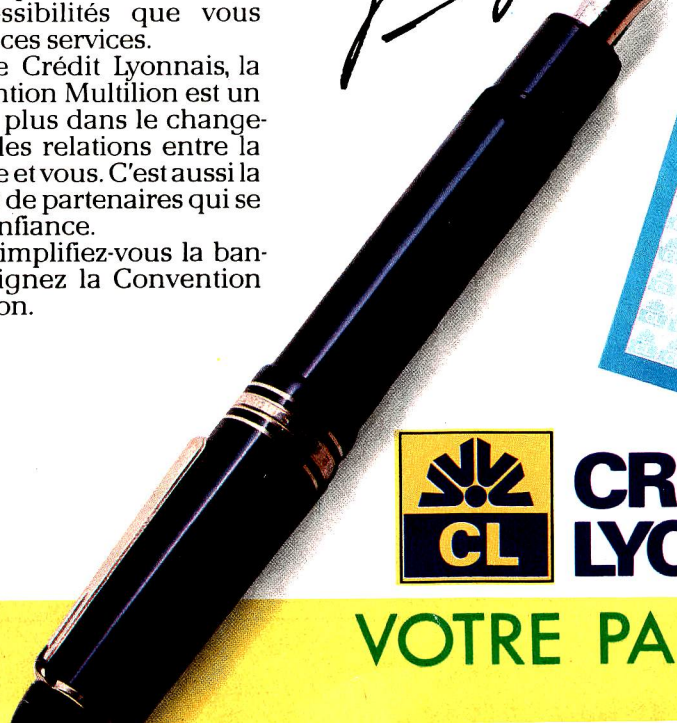 ssibilités que vous
ces services.
e Crédit Lyonnais, la
ntion Multilion est un
plus dans le change-
les relations entre la
e et vous. C'est aussi la
de partenaires qui se
nfiance.
implifiez-vous la ban-
ignez la Convention
on.
CL
CR
LYO
VOTRE PA